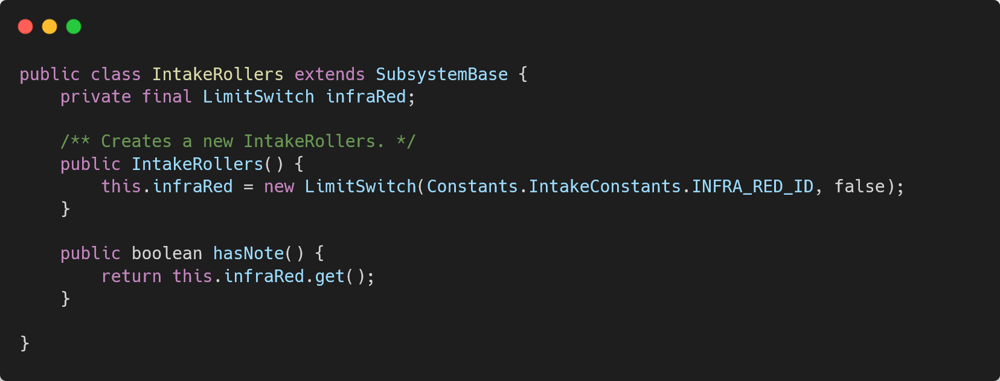 public class IntakeRollers extends SubsystemBase {
    private final LimitSwitch infraRed;

    /** Creates a new IntakeRollers. */
    public IntakeRollers() {
        this.infraRed = new LimitSwitch(Constants.IntakeConstants.INFRA_RED_ID, false);
    }

    public boolean hasNote() {
        return this.infraRed.get();
    }

}